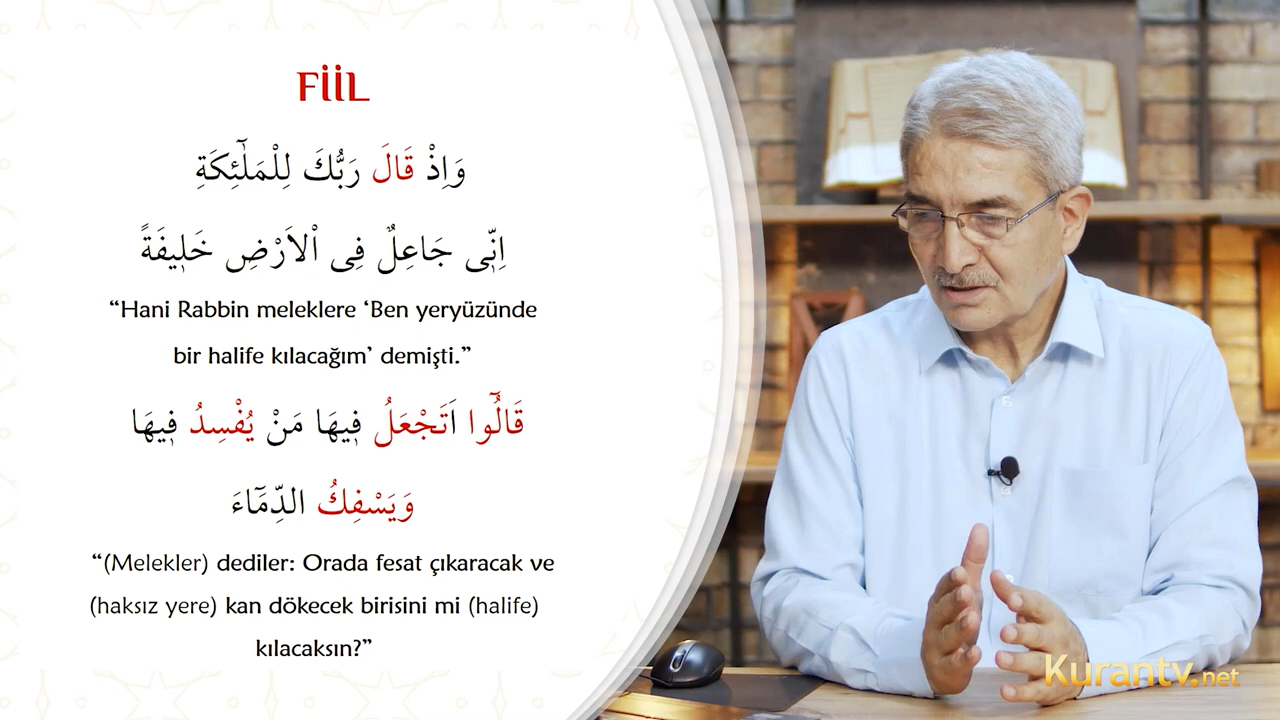 FİİL
وَاِذْ قَالَ رَبُّكَ لِلْمَلٰٓئِكَةِ
اِنّٖى جَاعِلٌ فِى اْلاَرْضِ خَلٖيفَةً
“Hani Rabbin meleklere ‘Ben yeryüzünde
bir halife kılacağım’ demişti.”
قَالُٓوا اَتَجْعَلُ فٖيهَا مَنْ يُفْسِدُ فٖيهَا
وَيَسْفِكُ الدِّمَٓاءَ
“(Melekler) dediler: Orada fesat çıkaracak ve
(haksız yere) kan dökecek birisini mi (halife)
kılacaksın?”
Kurantv.net